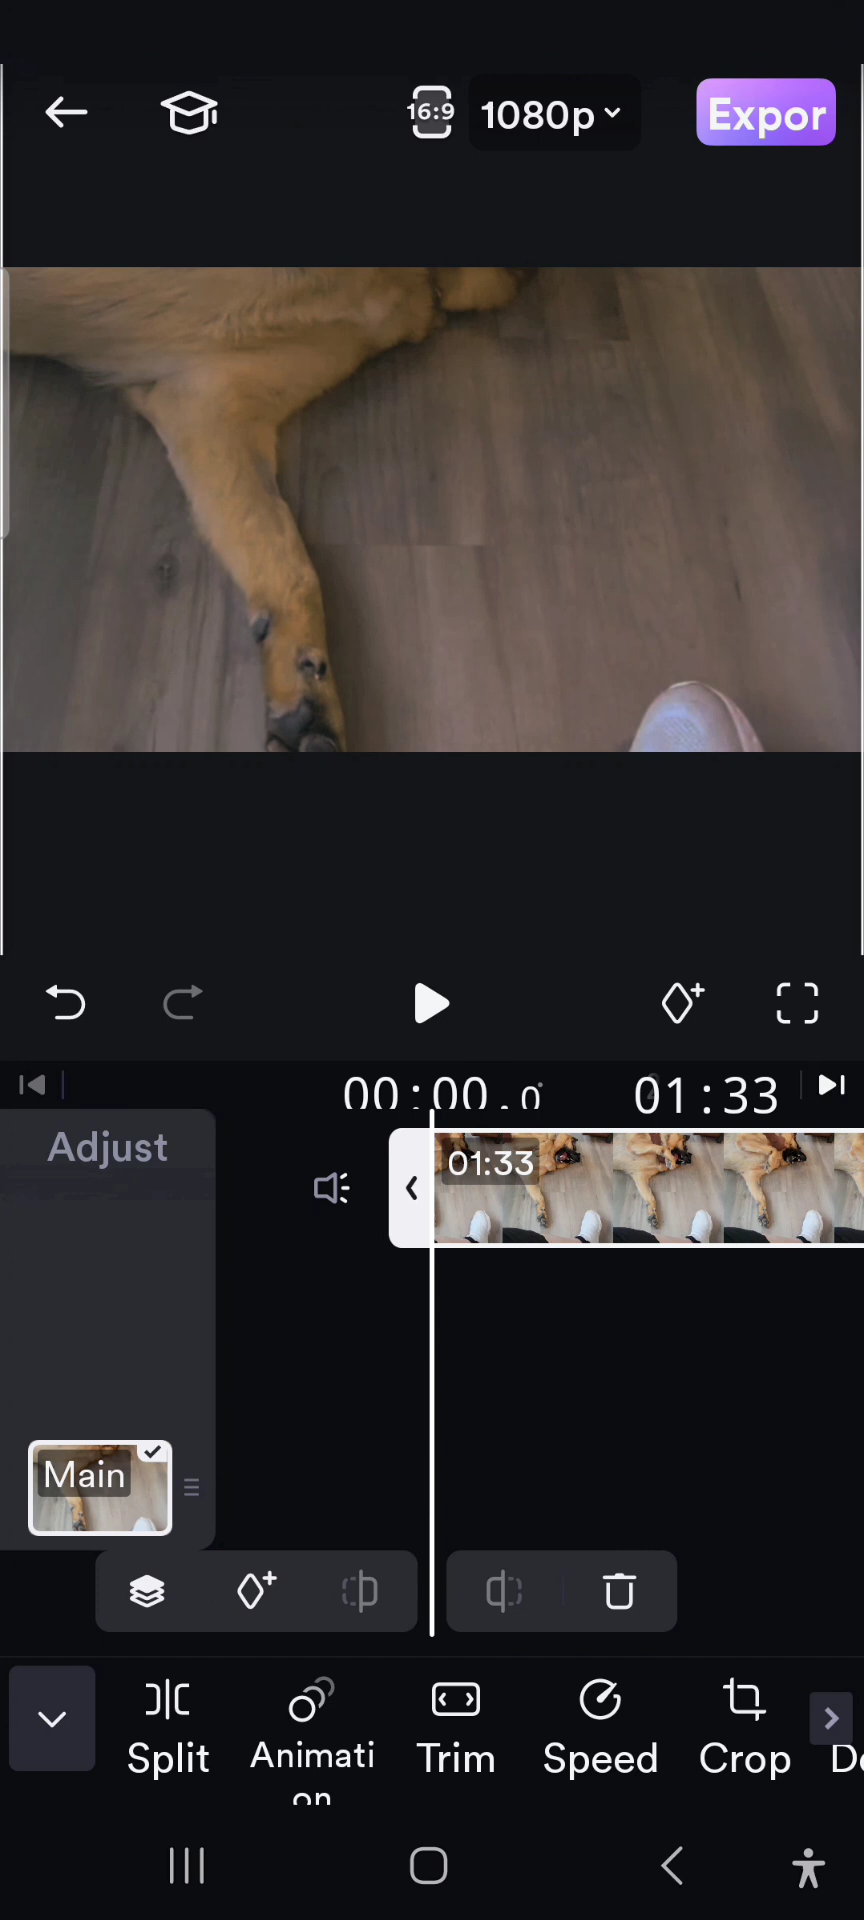 16:9
1080p
Expor
00:00.0
01:33
Adjust
01:33
Main
Split
Animati
on
Trim
Speed
Crop